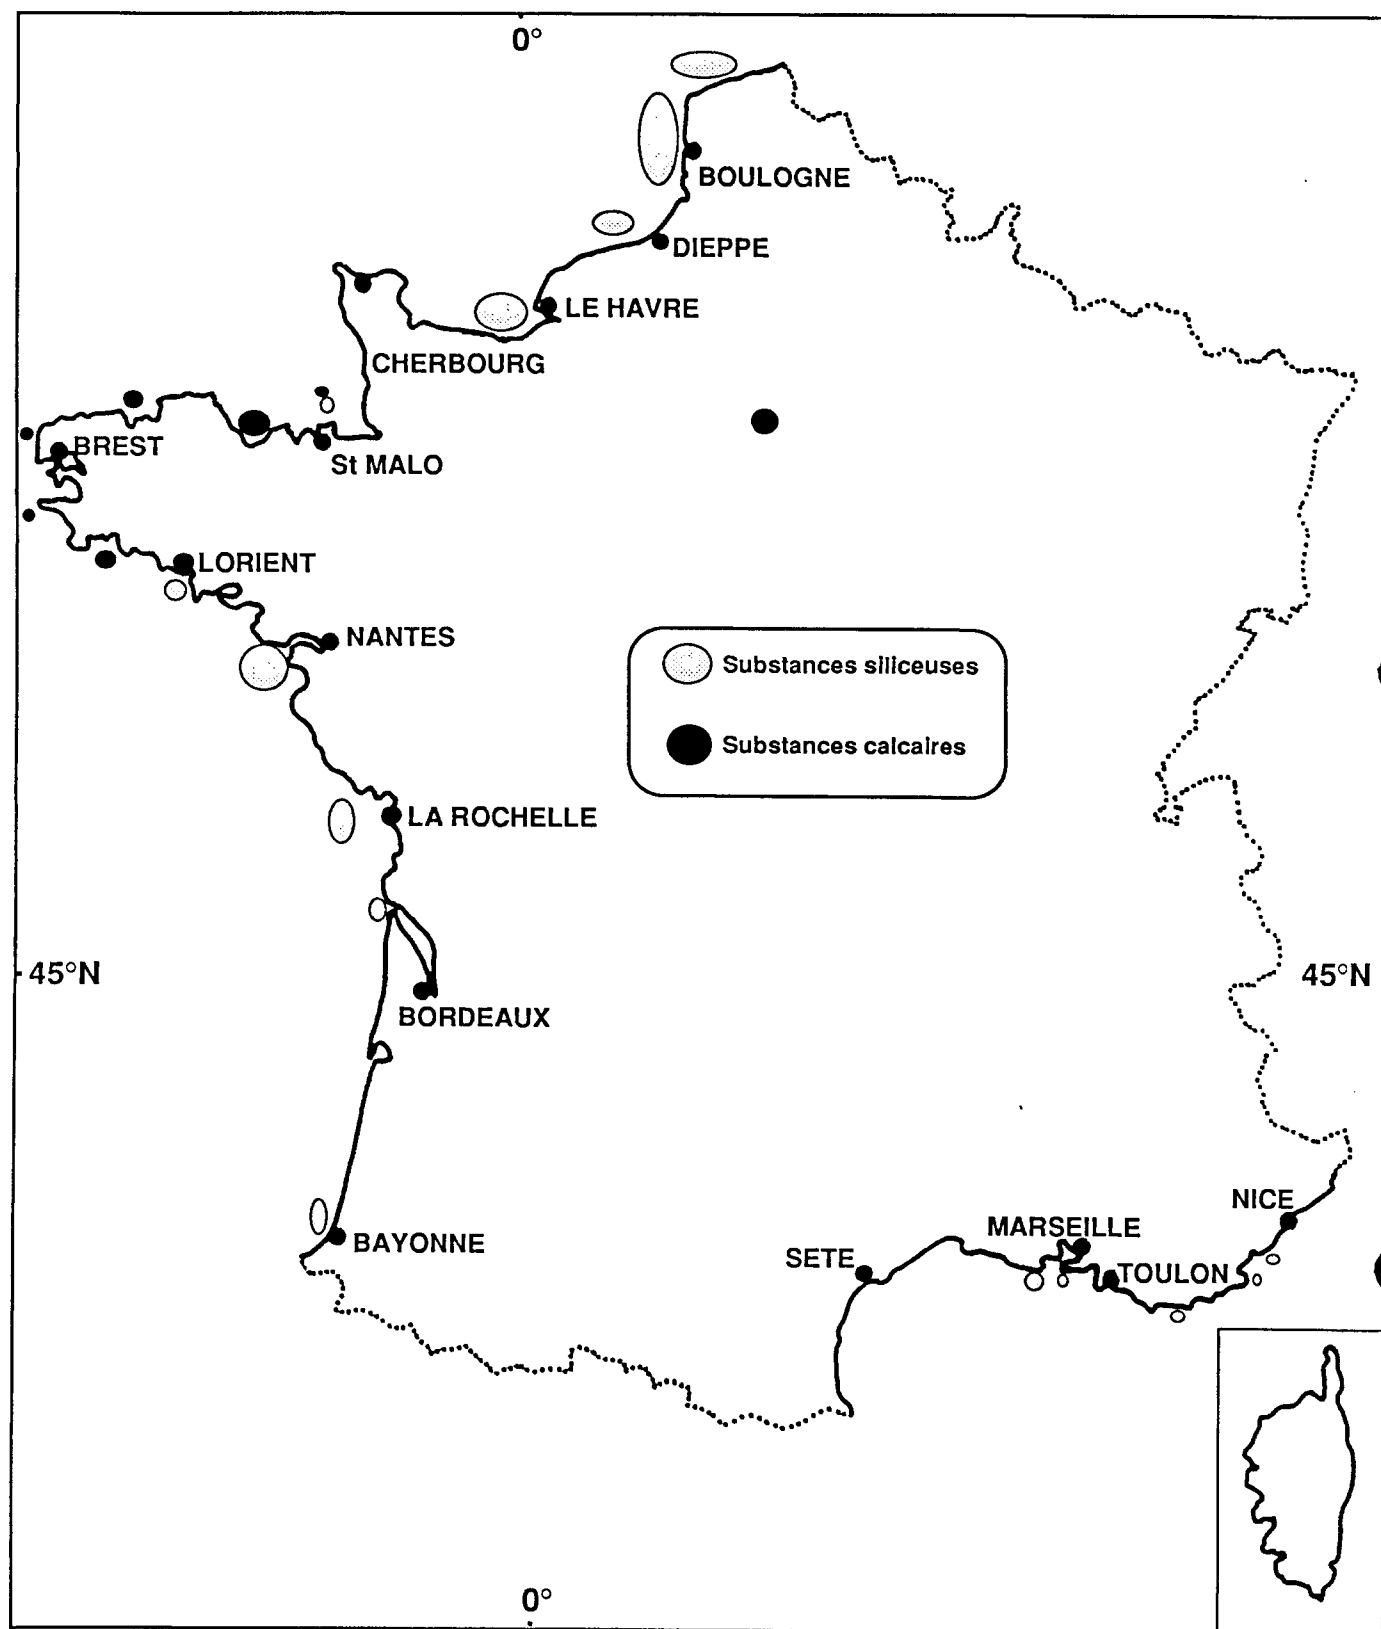 0°
BOULOGNE
DIEPPE
LE HAVRE
CHERBOURG
BREST
St MALO
LORIENT
NANTES
Substances siliceuses
Substances calcaires
LA ROCHELLE
45°N
45°N
BORDEAUX
NICE
MARSEILLE
BAYONNE
SETE
TOULON
0°